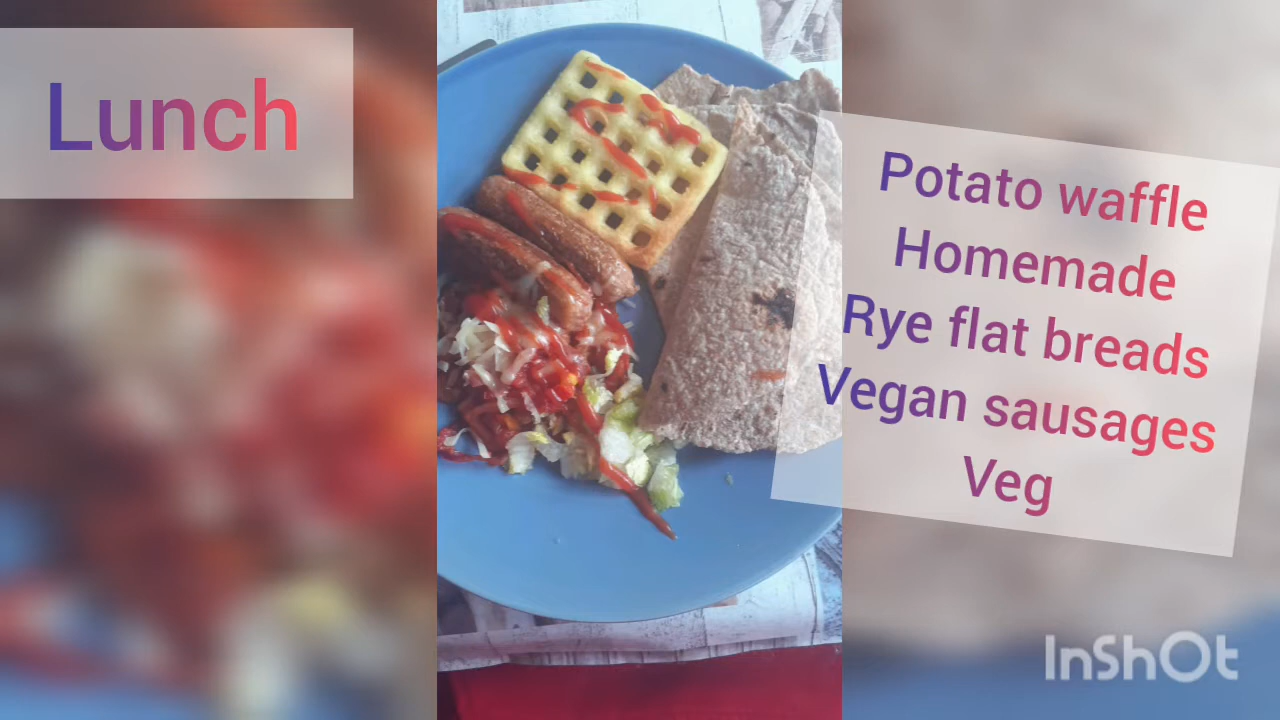 Lunch
Potato waffle
Homemade
Rye flat breads
Vegan sausages
Veg
InShOt